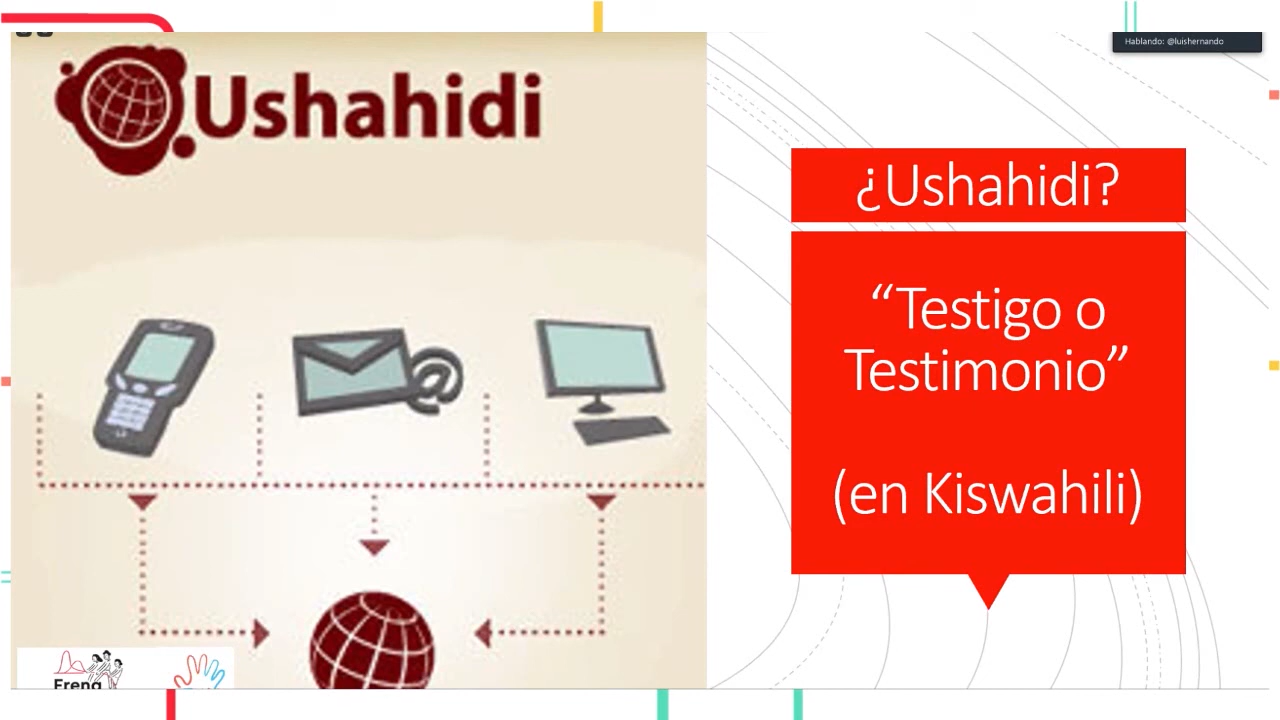 Hablando: @luishernando
Ushahidi
¿Ushahidi?
“Testigo o
Testimonio”
(en Kiswahili)
@
Frena